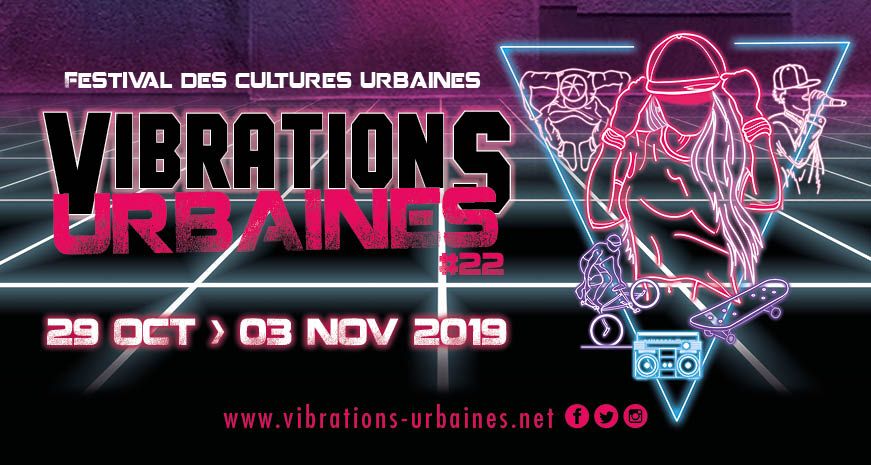 FESTIVAL DES CULTURES URBAINES
VIBRATIONS
URBAINES
#22
29 OCT > 03 NOV 2019
www.vibrations-urbaines.net